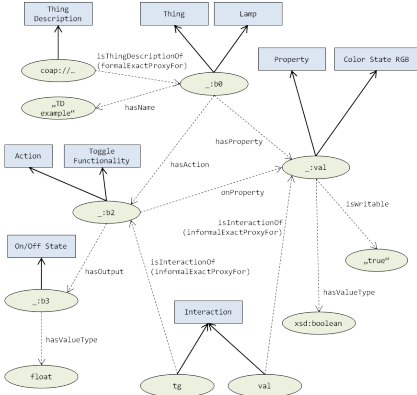 Thing
Description
Thing
Lamp
isThingDescriptionOf
(formalExactProxyFor)
Property
Color State RGB
coap://…
_:b0
„TD
example“
hasName
hasProperty
Action
Toggle
Functionality
hasAction
_:val
onProperty
_:b2
isInteractionOf
(informalExactProxyFor)
isWritable
On/Off State
isInteractionOf
(informalExactProxyFor)
„true“
hasOutput
_:b3
Interaction
hasValueType
xsd:boolean
hasValueType
float
tg
val